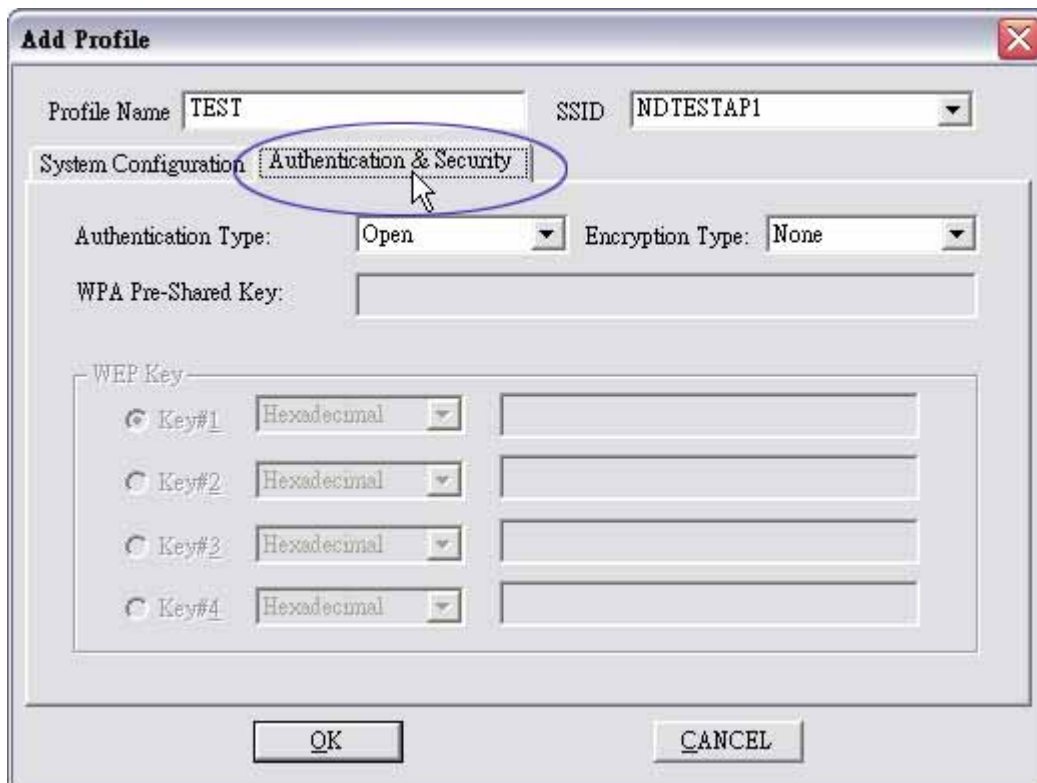 Add Profile
Profile Name TEST SSID NDTESTAP1
System Configuration Authentication & Security
Authentication Type: Open Encryption Type: None
WPA Pre-Shared Key:
WEP Key
Key#1 Hexadecimal
Key#2 Hexadecimal
Key#3 Hexadecimal
Key#4 Hexadecimal
OK CANCEL